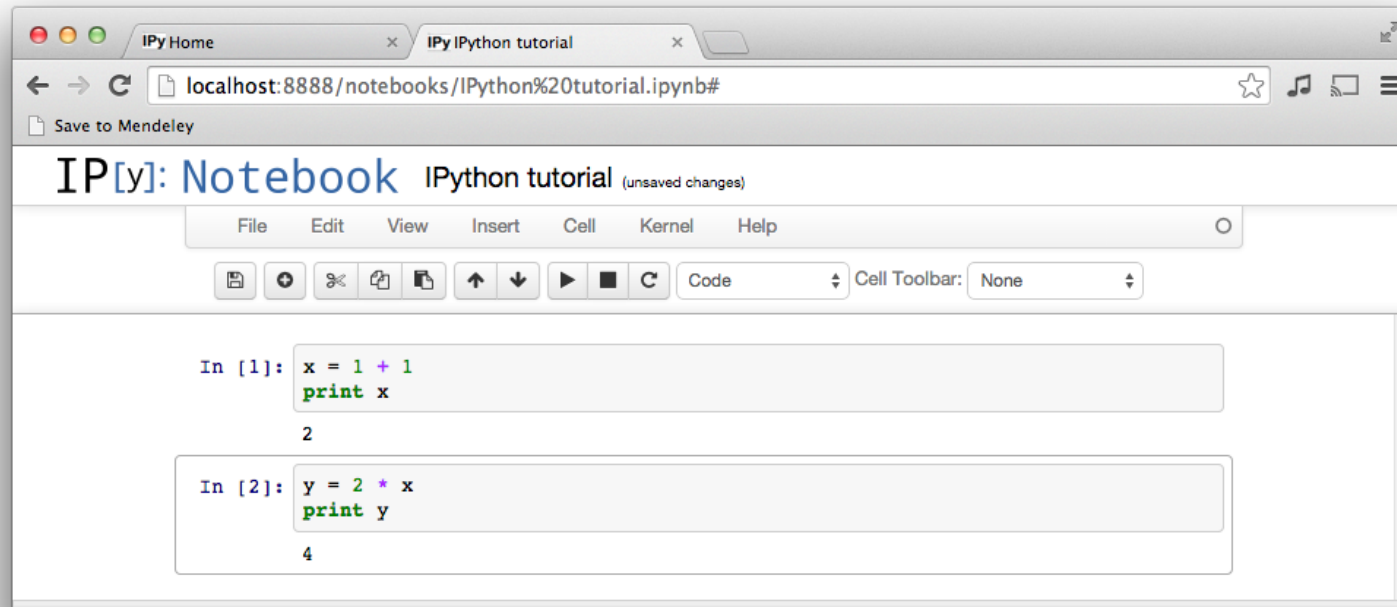 IPy Home × IPy IPython tutorial ×
localhost:8888/notebooks/IPython%20tutorial.ipynb#
Save to Mendeley
IP[y]: Notebook IPython tutorial (unsaved changes)
File Edit View Insert Cell Kernel Help
Code Cell Toolbar: None
In [1]: x = 1 + 1
print x
2
In [2]: y = 2 * x
print y
4